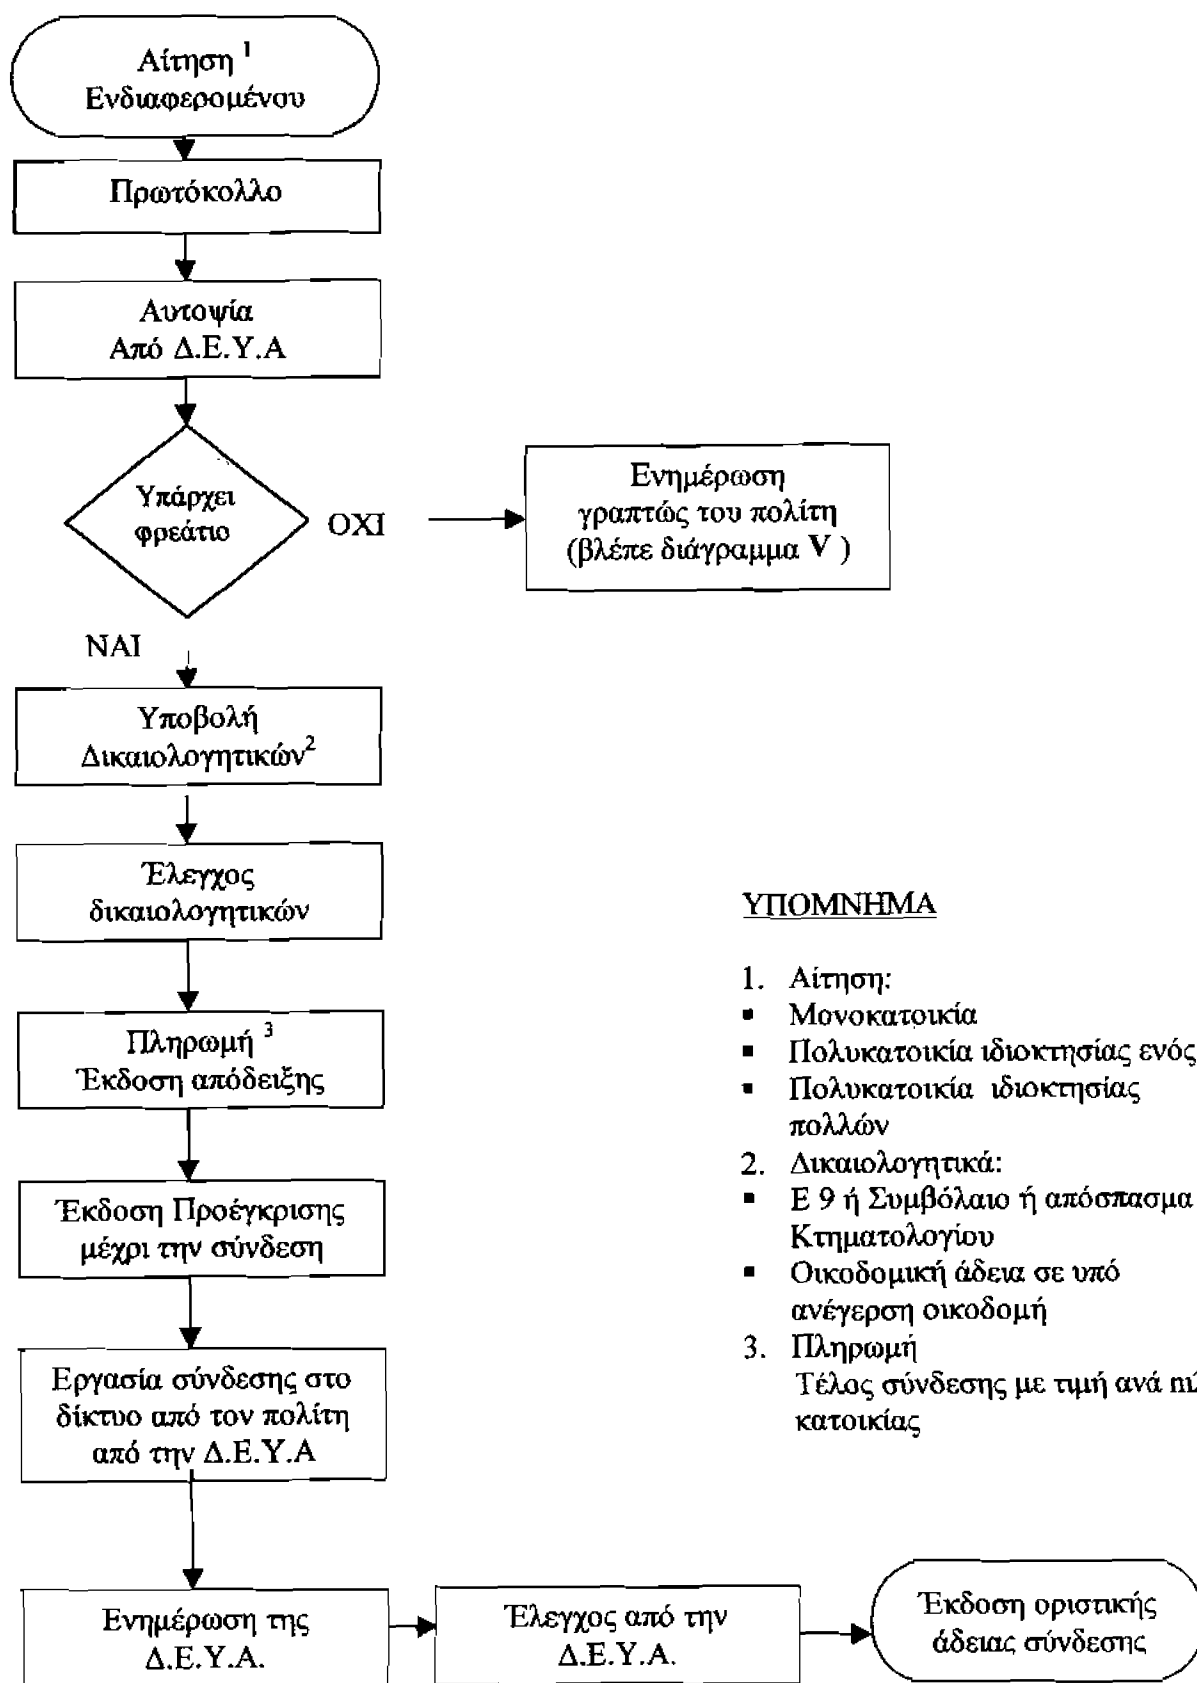 Αίτηση 1
Ενδιαφερομένου
Πρωτόκολλο
Αυτοψία
Από Δ.Ε.Υ.Α
Υπάρχει
φρεάτιο
ΟΧΙ
Ενημέρωση
γραπτώς του πολίτη
(βλέπε διάγραμμα V )
ΝΑΙ
Υποβολή
Δικαιολογητικών2
Έλεγχος
δικαιολογητικών
Πληρωμή 3
Έκδοση απόδειξης
Έκδοση Προέγκρισης
μέχρι την σύνδεση
Εργασία σύνδεσης στο
δίκτυο από τον πολίτη
από την Δ.Ε.Υ.Α
Ενημέρωση της
Δ.Ε.Υ.Α.
Έλεγχος από την
Δ.Ε.Υ.Α.
Έκδοση οριστικής
άδειας σύνδεσης
ΥΠΟΜΝΗΜΑ
1. Αίτηση:
▪ Μονοκατοικία
▪ Πολυκατοικία ιδιοκτησίας ενός
▪ Πολυκατοικία ιδιοκτησίας
πολλών
2. Δικαιολογητικά:
▪ Ε 9 ή Συμβόλαιο ή απόσπασμα
Κτηματολογίου
▪ Οικοδομική άδεια σε υπό
ανέγερση οικοδομή
3. Πληρωμή
Τέλος σύνδεσης με τιμή ανά
κατοικίας